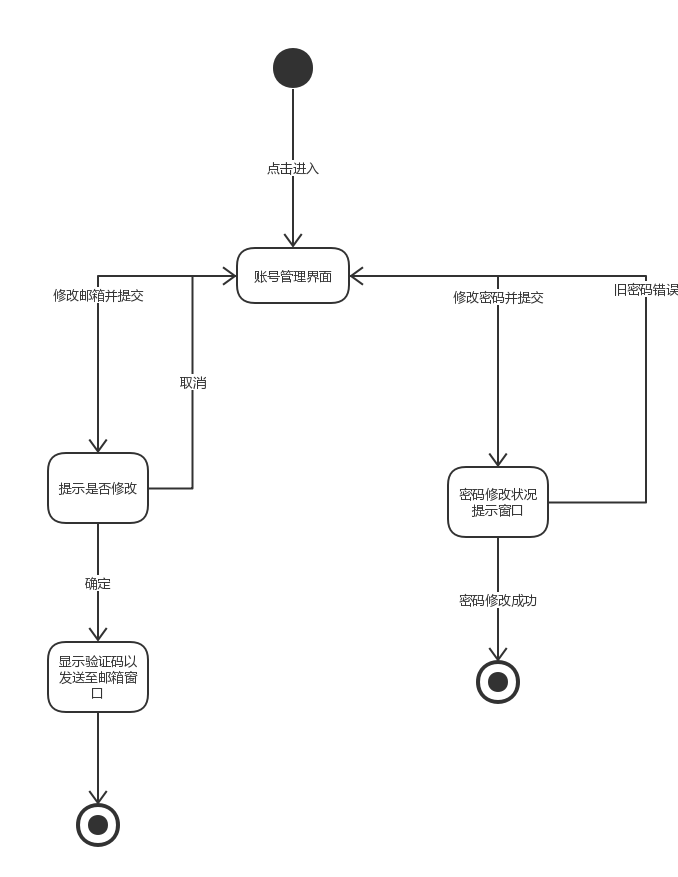 点击进入
账号管理界面
修改邮箱并提交
修改密码并提交
旧密码错误
取消
提示是否修改
密码修改状况
提示窗口
确定
密码修改成功
显示验证码以
发送至邮箱窗
口